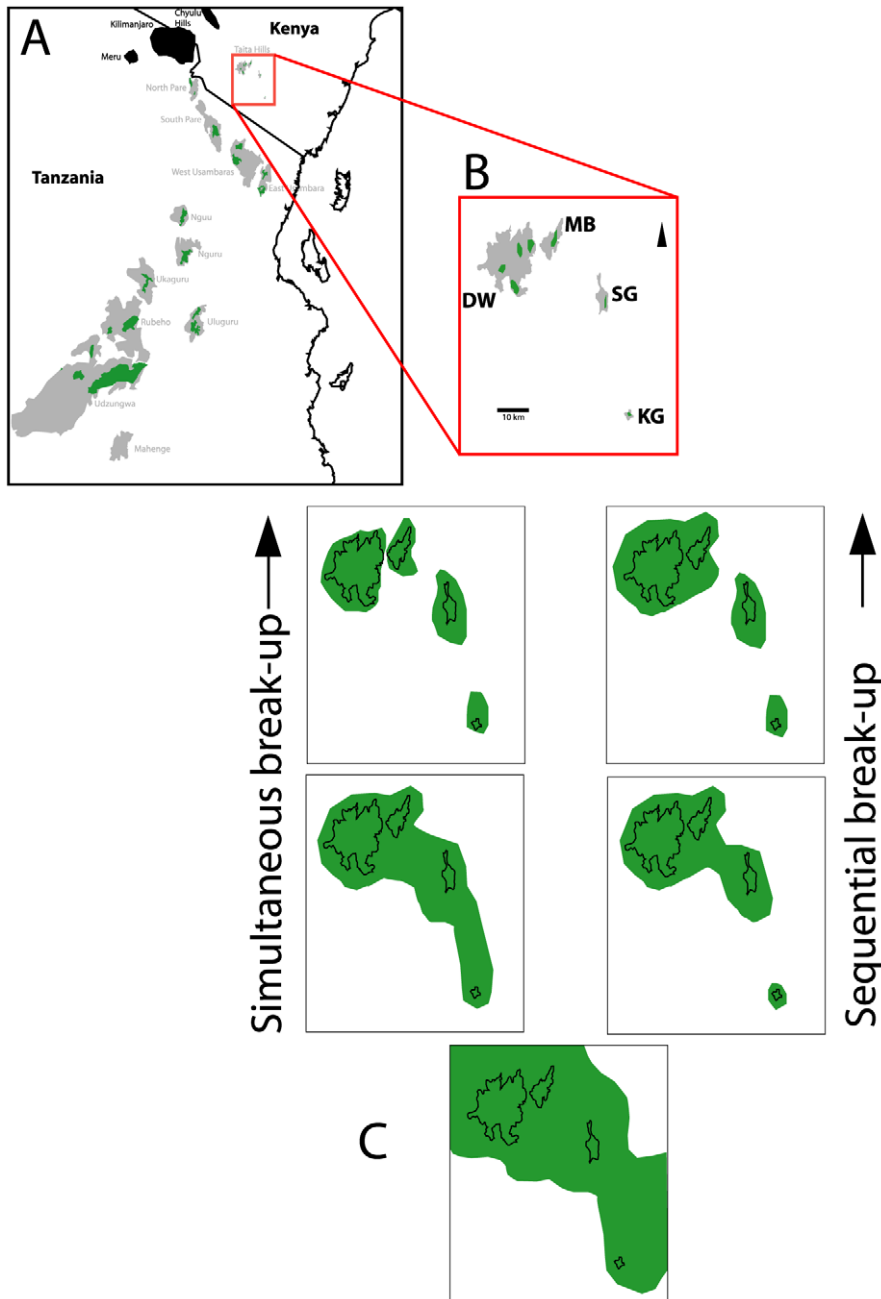 A
Chyulu
Hills
Kilimanjaro
Kenya
Meru
Taita Hills
North Pare
South Pare
Tanzania
West Usambaras
East Usambara
Nguu
Nguru
Ukaguru
Rubeho
Uluguru
Udzungwa
Mahenge
B
MB
DW
SG
10 km
KG
Simultaneous break-up
Sequential break-up
C